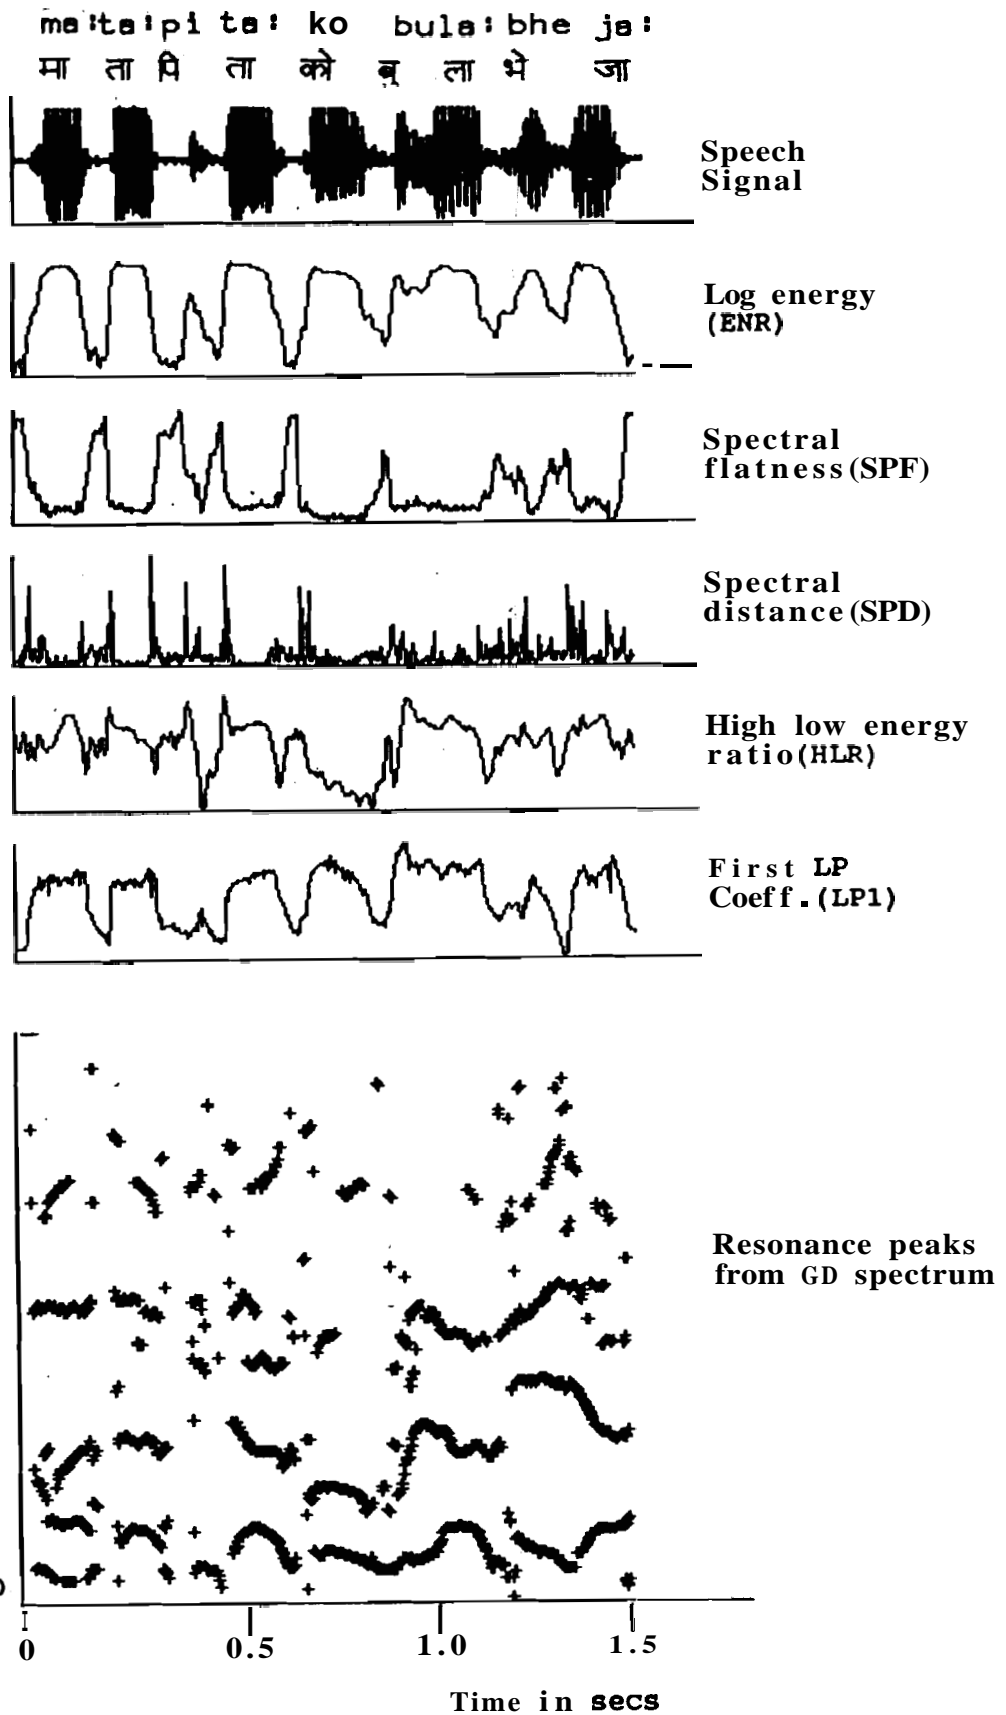 ma:ta:pi ta: ko bula:bhe ja:
मा ता पि ता को बु ला भे जा
Speech
Signal
Log energy
(ENR)
Spectral
flatness(SPF)
Spectral
distance(SPD)
High low energy
ratio(HLR)
First LP
Coeff.(LP1)
Resonance peaks
from GD spectrum
0 0.5 1.0 1.5
Time in secs